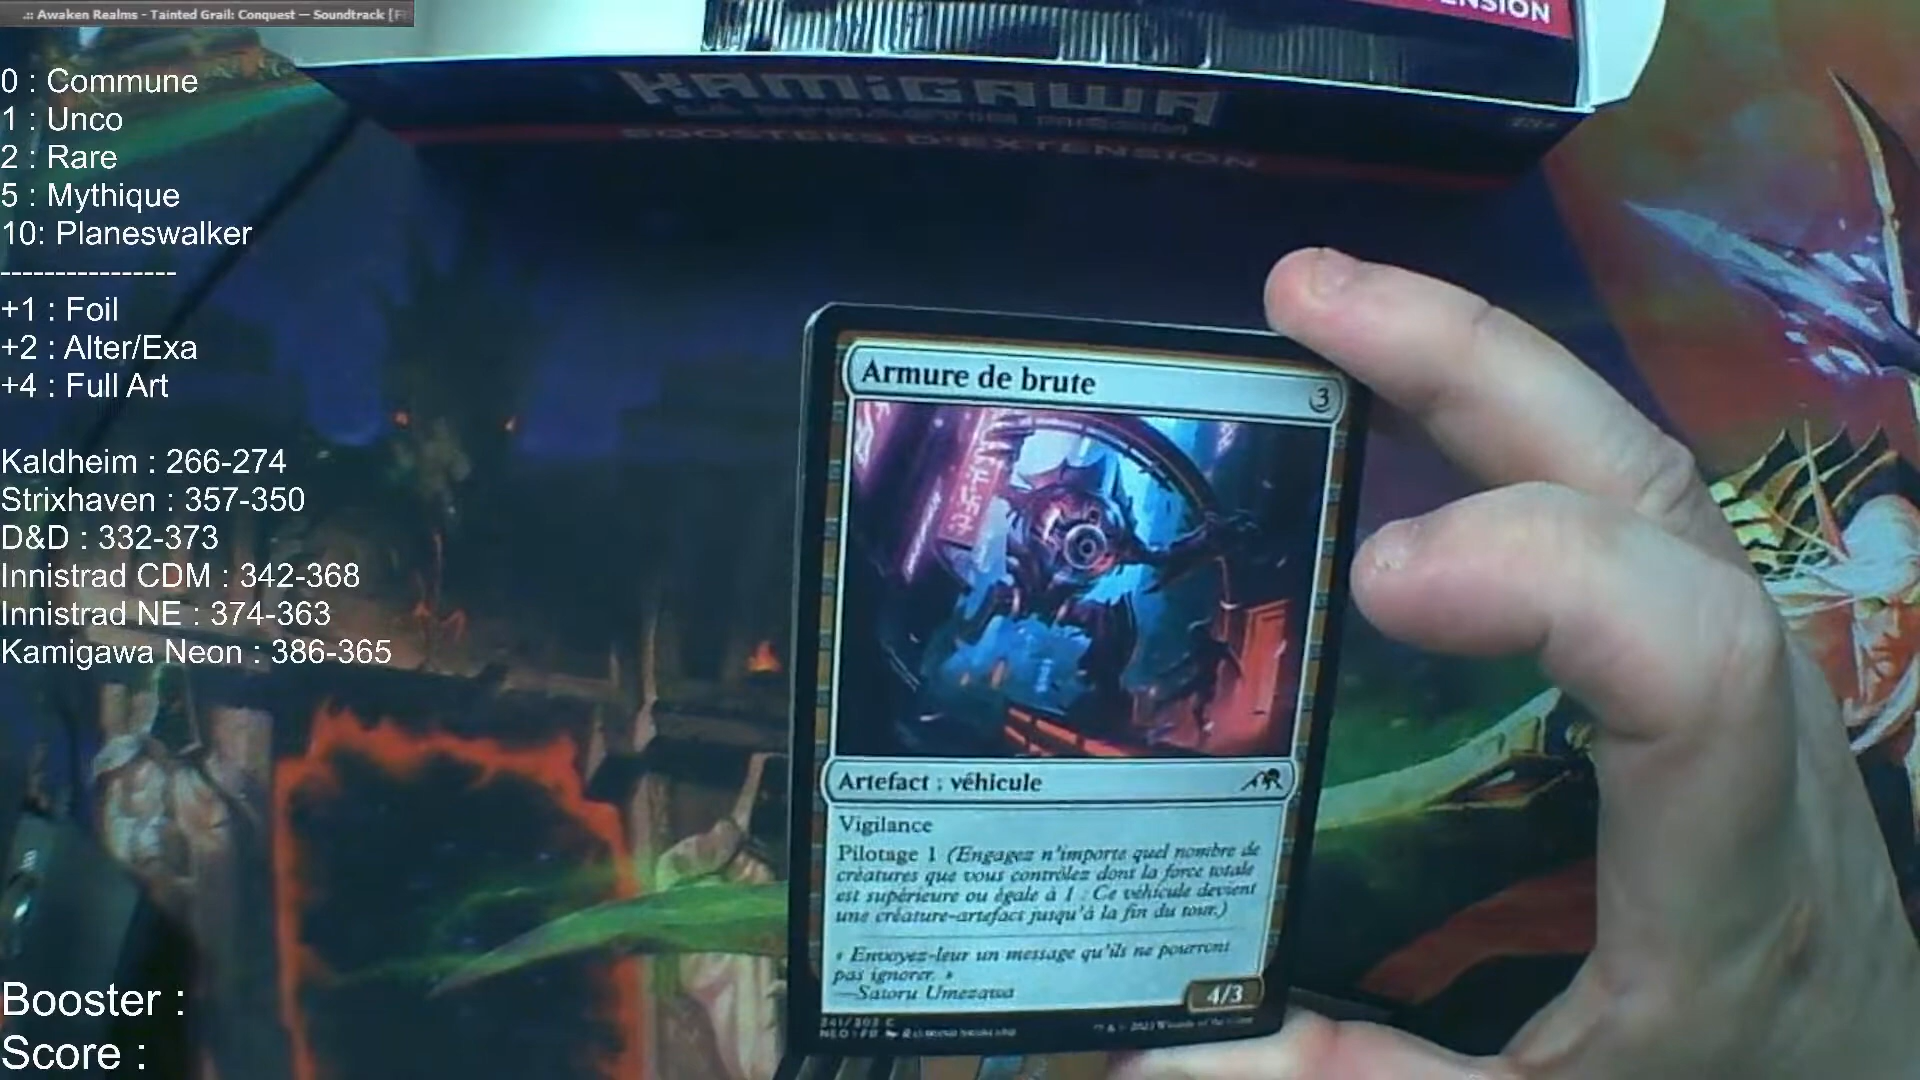 .:: Awaken Realms - Tainted Grail: Conquest — Soundtrack [F
ENSION
KAMIGAWA
BOOSTERS D'EXTENSION
0 : Commune
1 : Unco
2 : Rare
5 : Mythique
10: Planeswalker
----------------
+1 : Foil
+2 : Alter/Exa
+4 : Full Art
Kaldheim : 266-274
Strixhaven : 357-350
D&D : 332-373
Innistrad CDM : 342-368
Innistrad NE : 374-363
Kamigawa Neon : 386-365
Booster :
Score :
Armure de brute
3
Artefact : véhicule
Vigilance
Pilotage 1 (Engagez n'importe quel nombre de
créatures que vous contrôlez dont la force totale
est supérieure ou égale à 1 : Ce véhicule devient
une créature-artefact jusqu'à la fin du tour.)
« Envoyez-leur un message qu'ils ne pourront
pas ignorer. »
—Satoru Umezawa
4/3